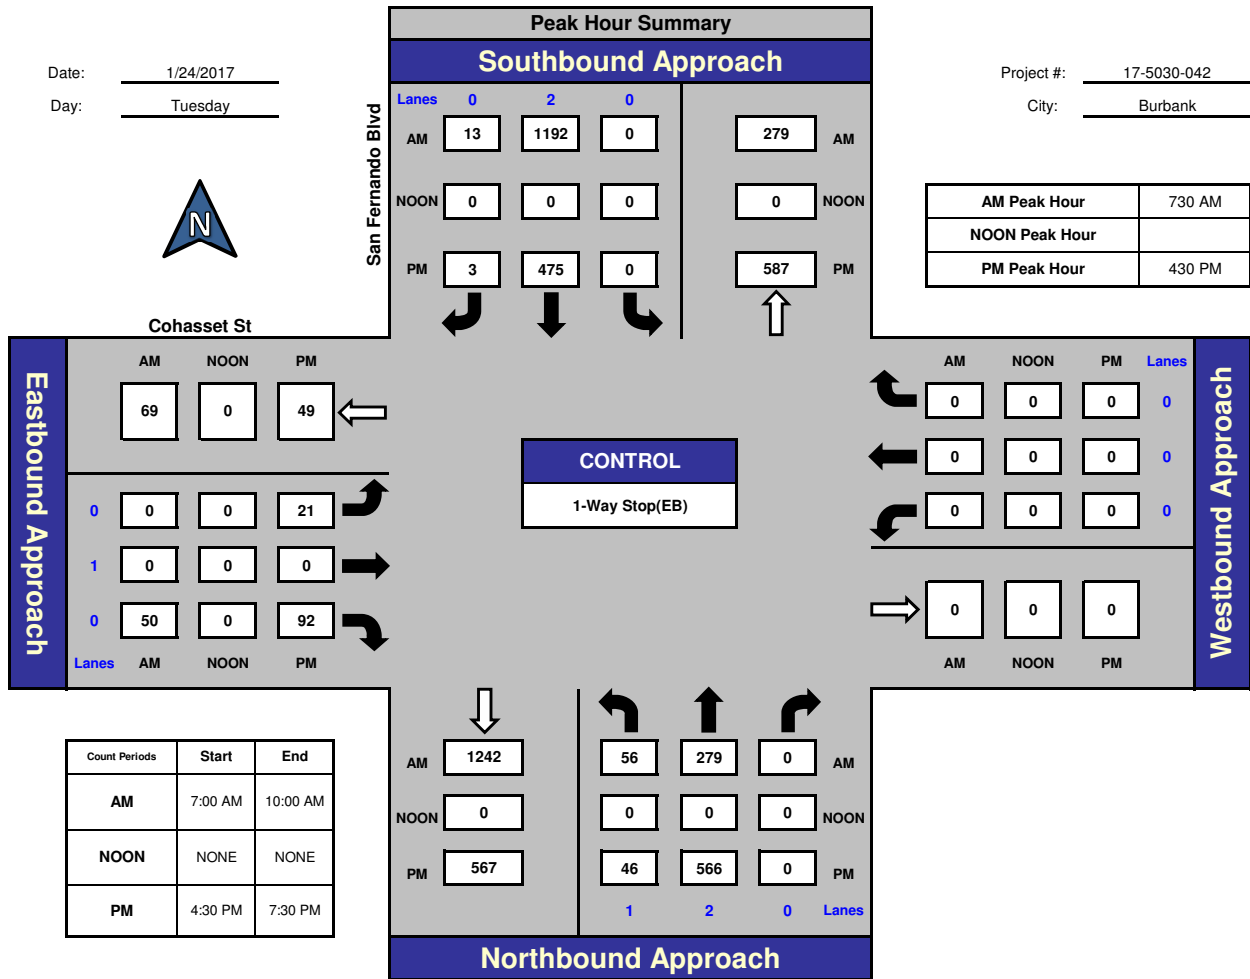 Peak Hour Summary
Southbound Approach
Date: 1/24/2017
Day: Tuesday
Project #: 17-5030-042
City: Burbank
San Fernando Blvd
Lanes 0 2 0
AM 13 1192 0 279 AM
NOON 0 0 0 0 NOON
PM 3 475 0 587 PM
N
AM Peak Hour 730 AM
NOON Peak Hour
PM Peak Hour 430 PM
Cohasset St
Eastbound Approach
AM NOON PM
69 0 49
0 0 0 21
1 0 0 0
0 50 0 92
Lanes AM NOON PM
CONTROL
1-Way Stop(EB)
AM NOON PM Lanes
0 0 0 0
0 0 0 0
0 0 0 0
0 0 0
AM NOON PM
Westbound Approach
Count Periods Start End
AM 7:00 AM 10:00 AM
NOON NONE NONE
PM 4:30 PM 7:30 PM
AM 1242 56 279 0 AM
NOON 0 0 0 0 NOON
PM 567 46 566 0 PM
1 2 0 Lanes
Northbound Approach